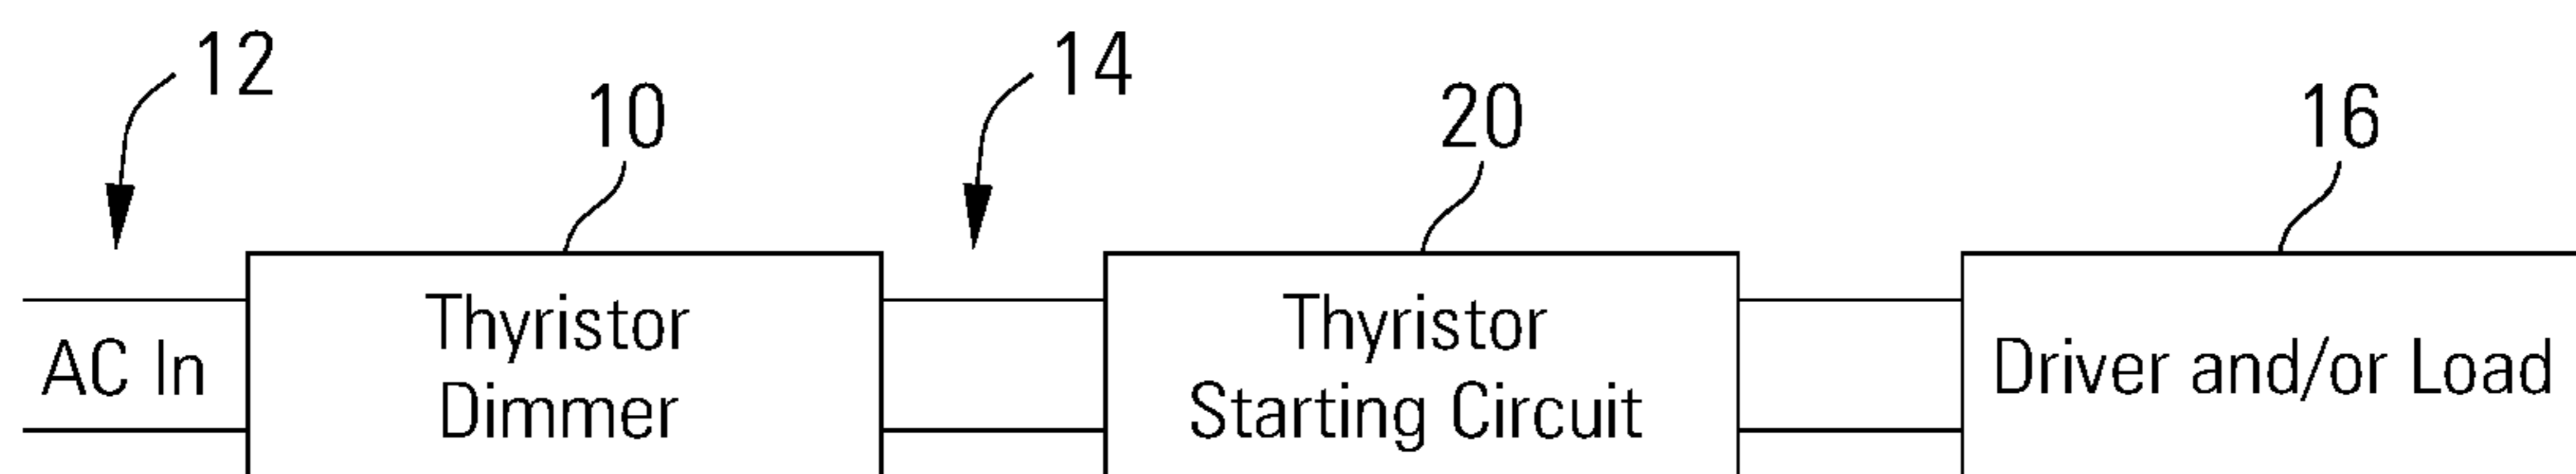 12
14
10
20
16
AC In
Thyristor
Dimmer
Thyristor
Starting Circuit
Driver and/or Load